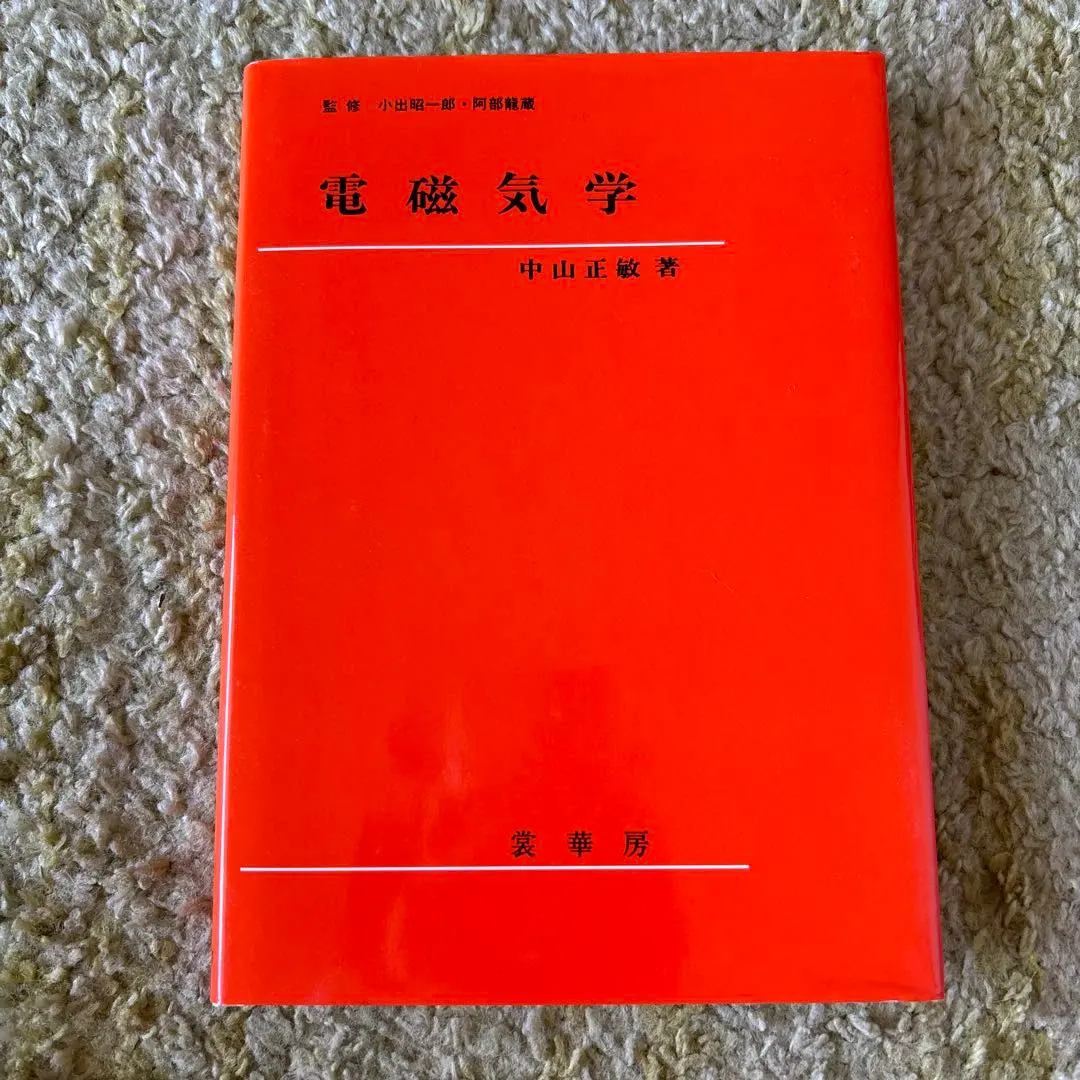 監修 小出昭一郎・阿部龍蔵
電磁気学
中山正敏 著
裳華房